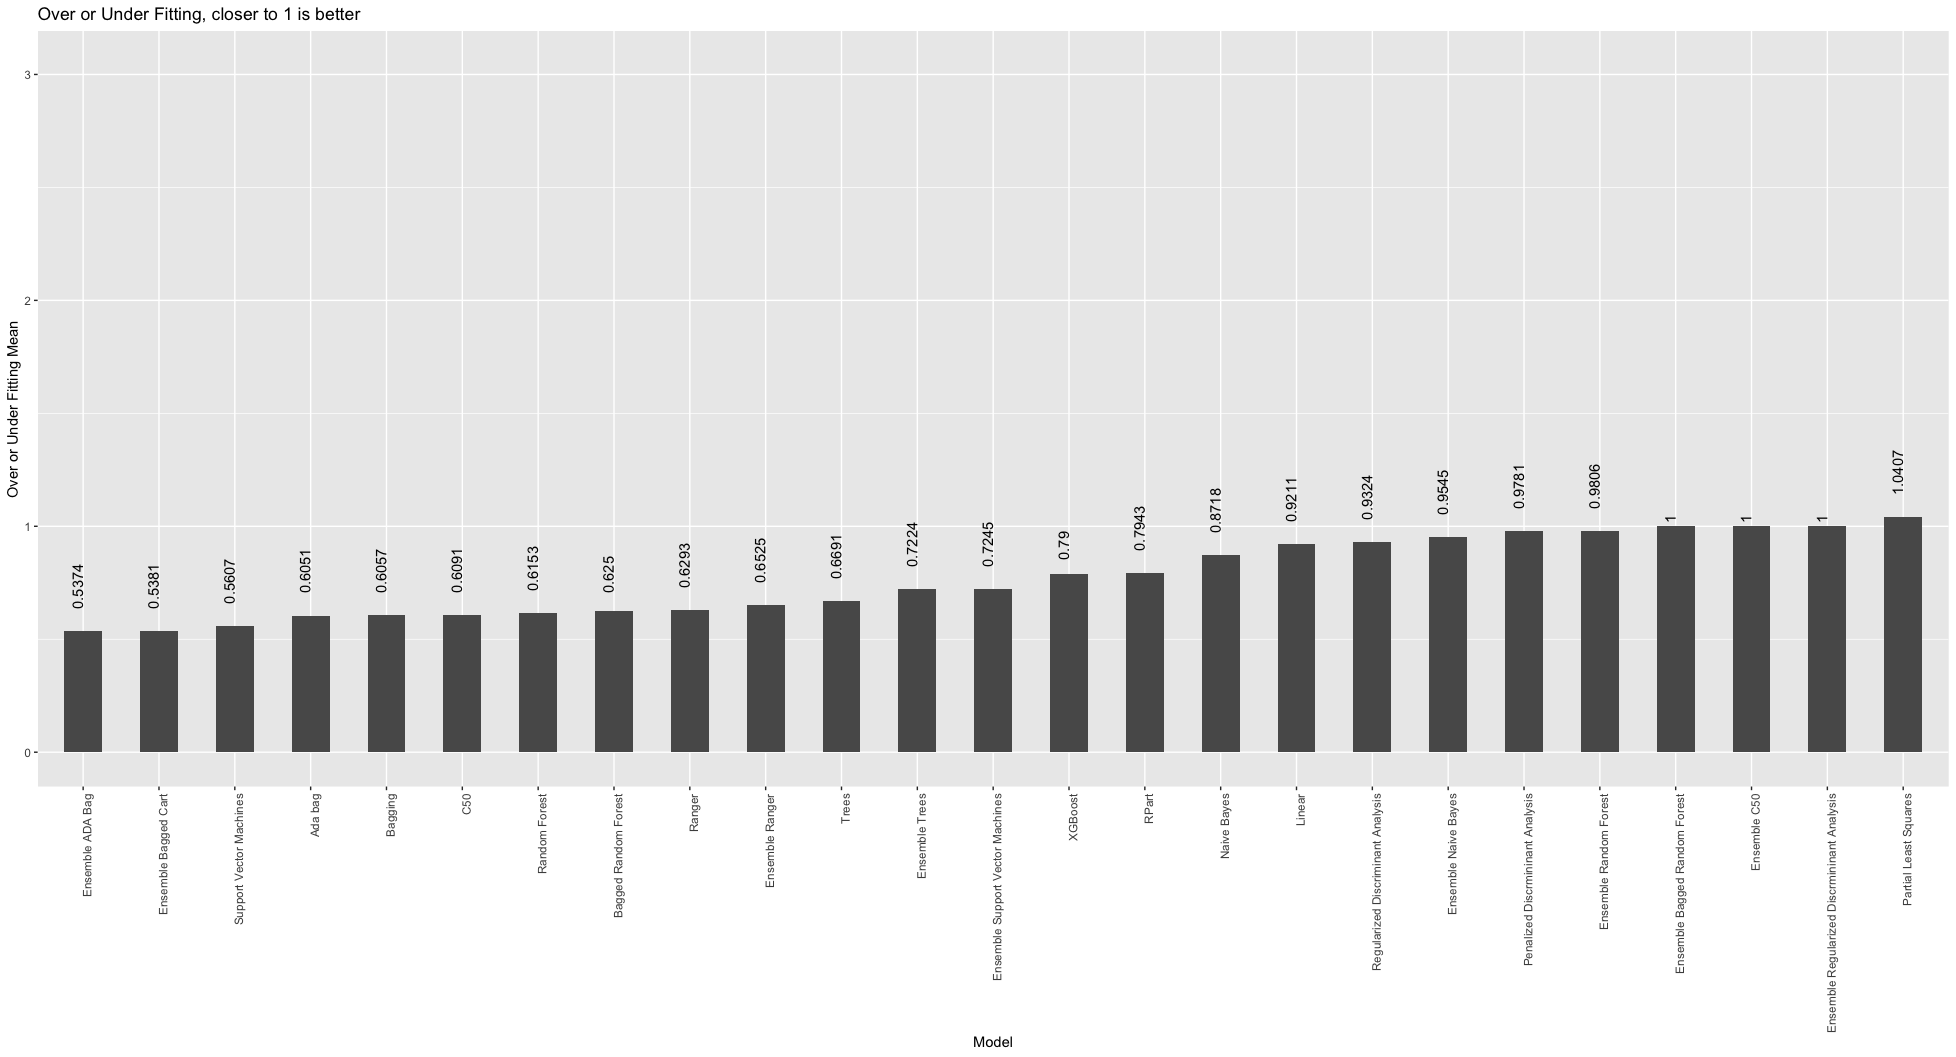 Over or Under Fitting, closer to 1 is better
Over or Under Fitting Mean
3
2
1
0
0.5374
0.5381
0.5607
0.6051
0.6057
0.6091
0.6153
0.625
0.6293
0.6525
0.6691
0.7224
0.7245
0.79
0.7943
0.8718
0.9211
0.9324
0.9545
0.9781
0.9806
1
1
1
1.0407
Ensemble ADA Bag
Ensemble Bagged Cart
Support Vector Machines
Ada bag
Bagging
C50
Random Forest
Bagged Random Forest
Ranger
Ensemble Ranger
Trees
Ensemble Trees
Ensemble Support Vector Machines
XGBoost
RPart
Naive Bayes
Linear
Regularized Discriminant Analysis
Ensemble Naive Bayes
Penalized Discrmininant Analysis
Ensemble Random Forest
Ensemble Bagged Random Forest
Ensemble C50
Ensemble Regularized Discrmininant Analysis
Partial Least Squares
Model